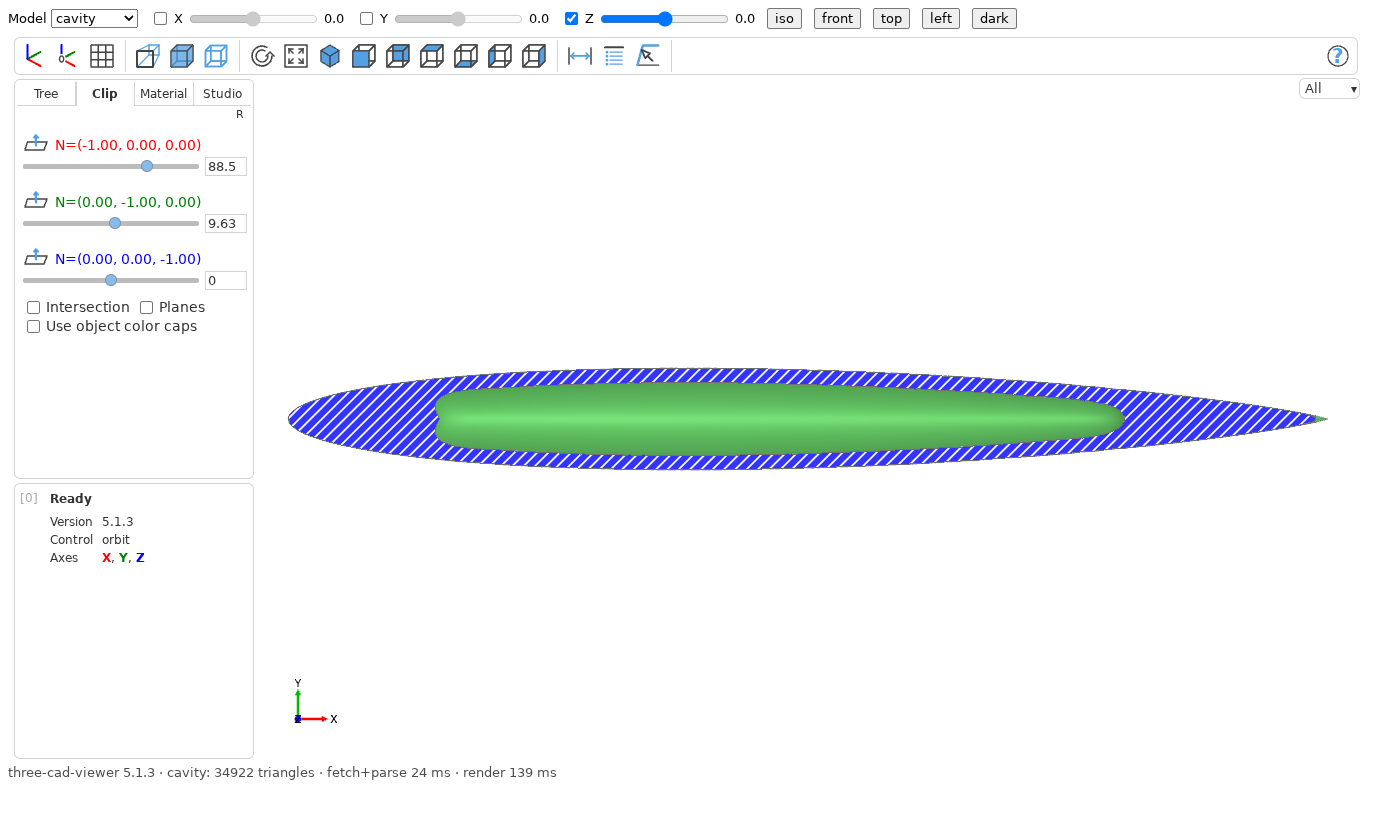 Model cavity X 0.0 Y 0.0 Z 0.0 iso front top left dark
0
?
Tree Clip Material Studio
All
R
N=(-1.00, 0.00, 0.00)
88.5
N=(0.00, -1.00, 0.00)
9.63
N=(0.00, 0.00, -1.00)
0
Intersection Planes
Use object color caps
[0] Ready
Version 5.1.3
Control orbit
Axes X, Y, Z
Y
Z X
three-cad-viewer 5.1.3 · cavity: 34922 triangles · fetch+parse 24 ms · render 139 ms